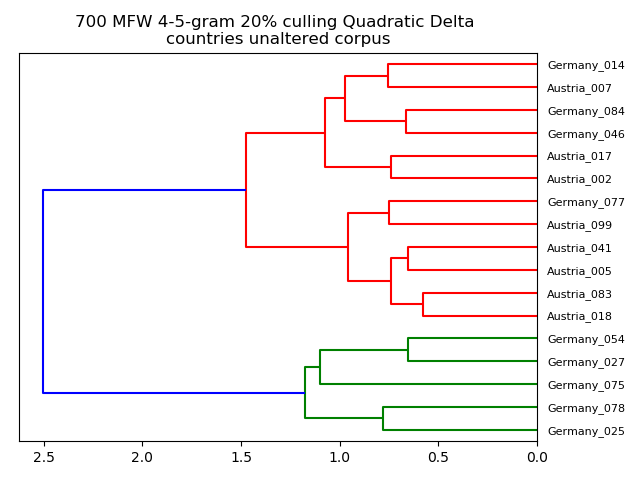 700 MFW 4-5-gram 20% culling Quadratic Delta
countries unaltered corpus
Germany_014
Austria_007
Germany_084
Germany_046
Austria_017
Austria_002
Germany_077
Austria_099
Austria_041
Austria_005
Austria_083
Austria_018
Germany_054
Germany_027
Germany_075
Germany_078
Germany_025
2.5 2.0 1.5 1.0 0.5 0.0